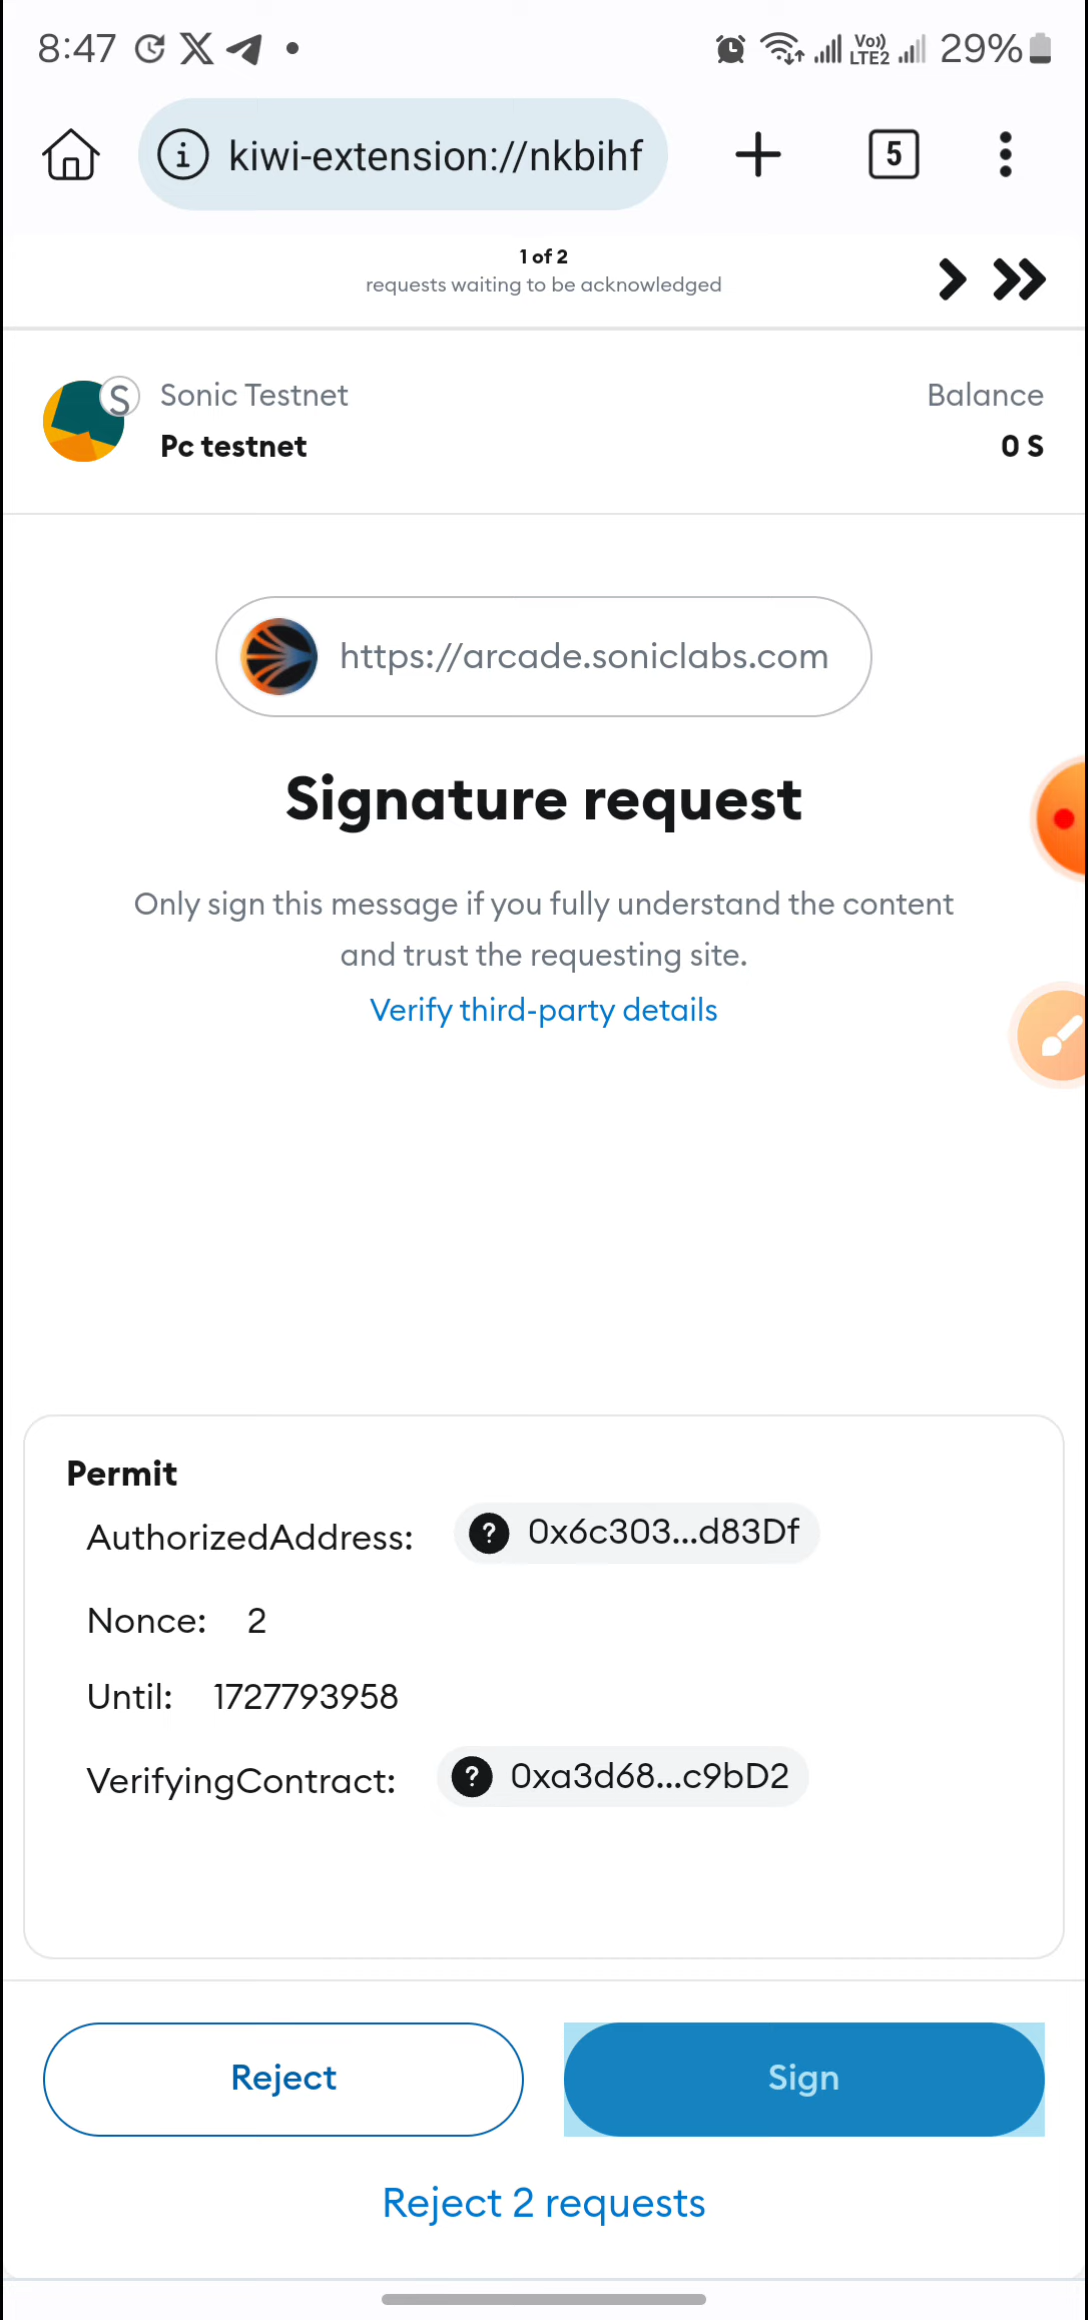 8:47
Vo))
LTE2
29%
kiwi-extension://nkbihf
5
1 of 2
requests waiting to be acknowledged
S
Sonic Testnet
Balance
Pc testnet
0 S
https://arcade.soniclabs.com
Signature request
Only sign this message if you fully understand the content
and trust the requesting site.
Verify third-party details
Permit
AuthorizedAddress: ? 0x6c303...d83Df
Nonce: 2
Until: 1727793958
VerifyingContract: ? 0xa3d68...c9bD2
Reject
Sign
Reject 2 requests